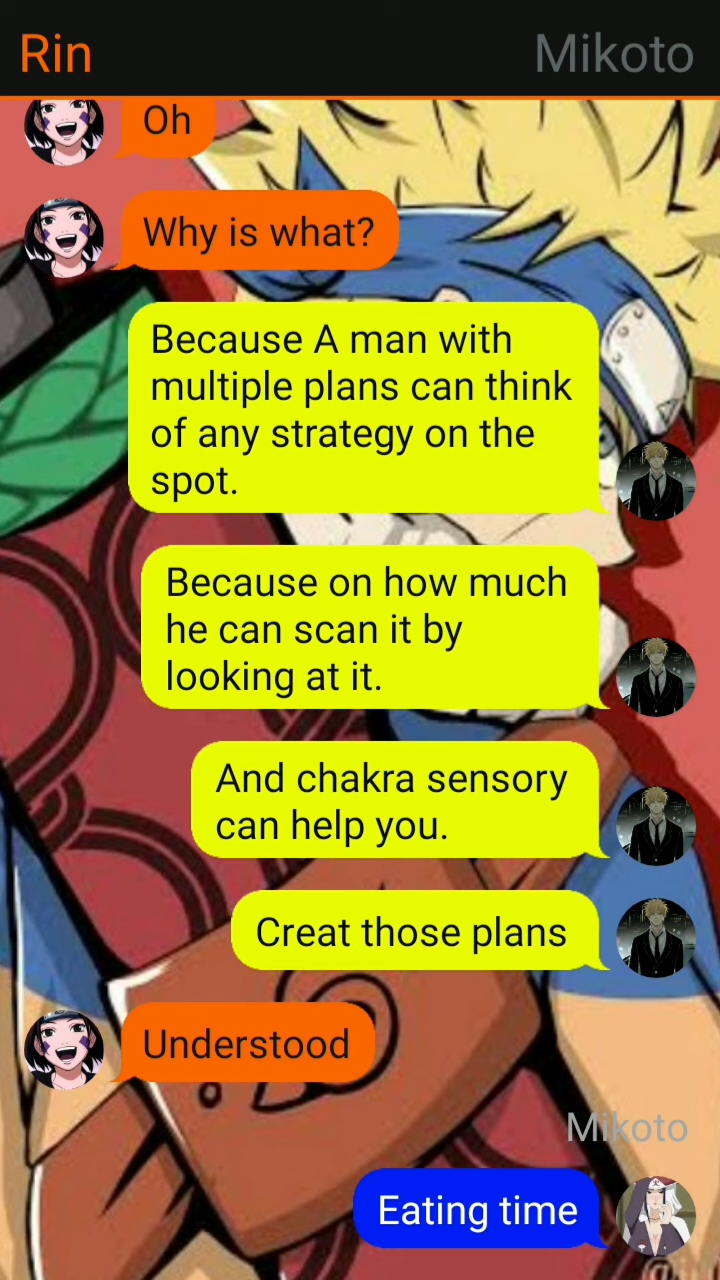 Rin
Mikoto
Oh
Why is what?
Because A man with
multiple plans can think
of any strategy on the
spot.
Because on how much
he can scan it by
looking at it.
And chakra sensory
can help you.
Creat those plans
Understood
Mikoto
Eating time